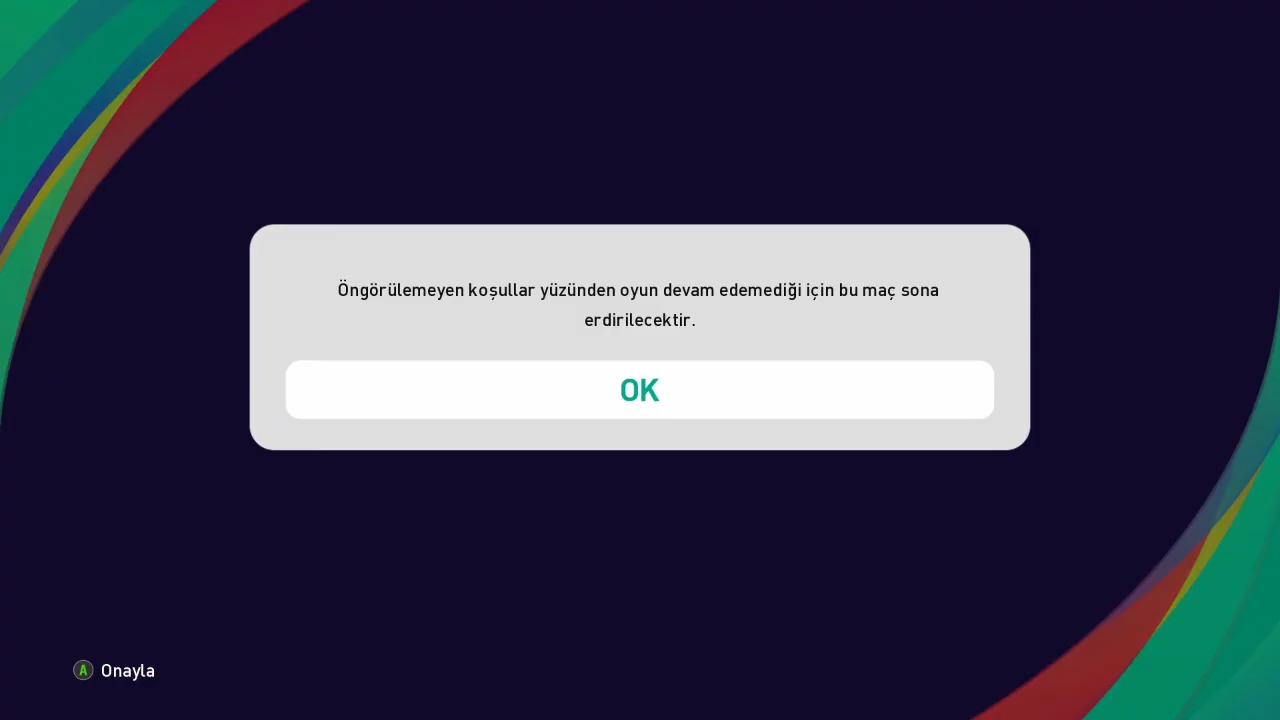 Öngörülemeyen koşullar yüzünden oyun devam edemediği için bu maç sona
erdirilecektir.
OK
A Onayla